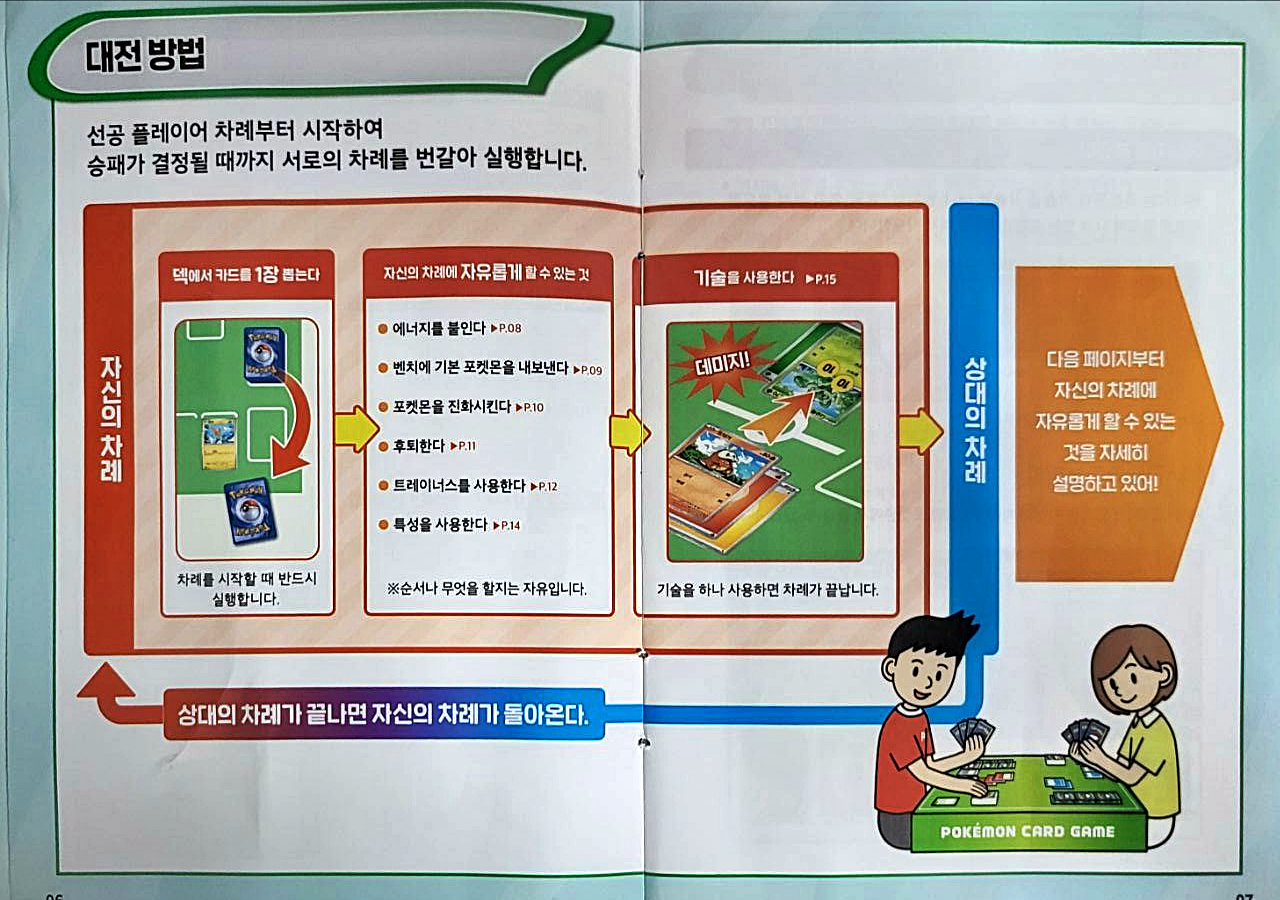 대전 방법
선공 플레이어 차례부터 시작하여
승패가 결정될 때까지 서로의 차례를 번갈아 실행합니다.
자신의 차례
덱에서 카드를 1장 뽑는다
차례를 시작할 때 반드시
실행합니다.
자신의 차례에 자유롭게 할 수 있는 것
에너지를 붙인다 ▶P.08
벤치에 기본 포켓몬을 내보낸다 ▶P.09
포켓몬을 진화시킨다 ▶P.10
후퇴한다 ▶P.11
트레이너스를 사용한다 ▶P.12
특성을 사용한다 ▶P.14
※순서나 무엇을 할지는 자유입니다.
기술을 사용한다 ▶P.15
데미지!
10
10
기술을 하나 사용하면 차례가 끝납니다.
상대의 차례
다음 페이지부터
자신의 차례에
자유롭게 할 수 있는
것을 자세히
설명하고 있어!
상대의 차례가 끝나면 자신의 차례가 돌아온다.
POKÉMON CARD GAME